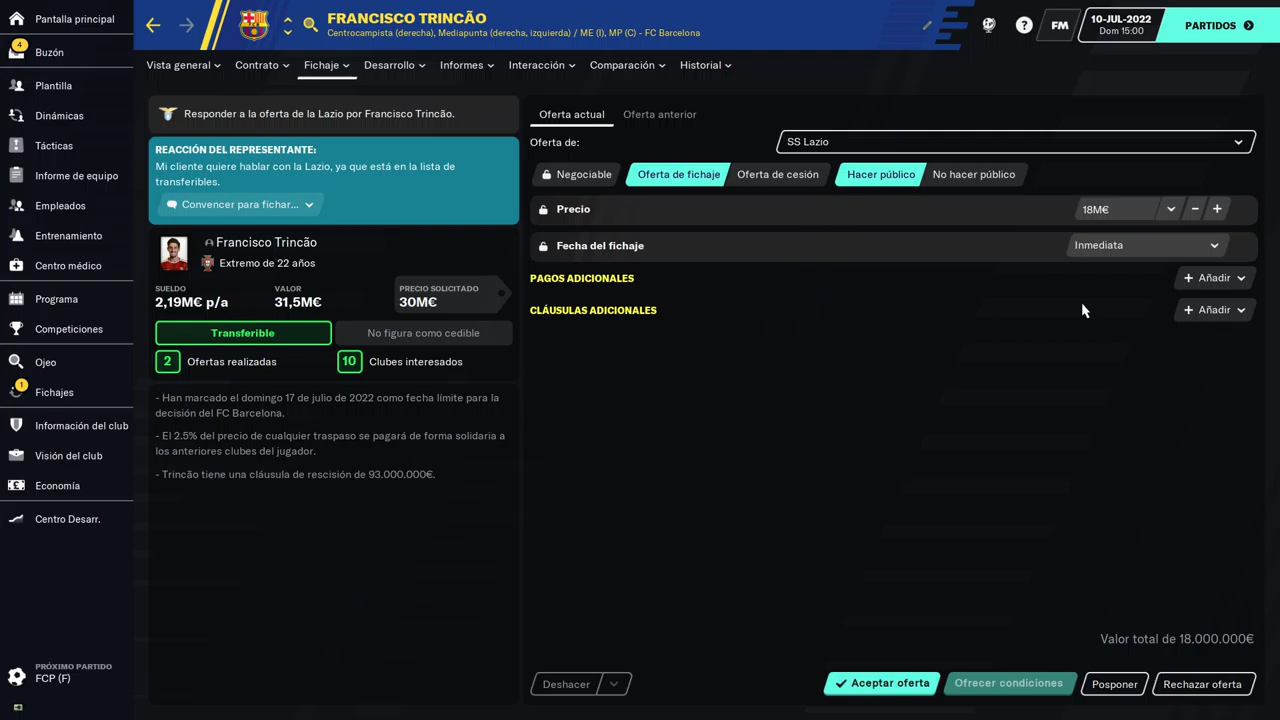 Pantalla principal
4
Buzón
Plantilla
Dinámicas
Tácticas
Informe de equipo
Empleados
Entrenamiento
Centro médico
Programa
Competiciones
Ojeo
1
Fichajes
Información del club
Visión del club
Economía
Centro Desarr.
PRÓXIMO PARTIDO
FCP (F)
FRANCISCO TRINCÃO
Centrocampista (derecha), Mediapunta (derecha, izquierda) / ME (I), MP (C) - FC Barcelona
?
FM
10-JUL-2022
Dom 15:00
PARTIDOS
Vista general
Contrato
Fichaje
Desarrollo
Informes
Interacción
Comparación
Historial
Responder a la oferta de la Lazio por Francisco Trincão.
REACCIÓN DEL REPRESENTANTE:
Mi cliente quiere hablar con la Lazio, ya que está en la lista de
transferibles.
Convencer para fichar...
Francisco Trincão
Extremo de 22 años
SUELDO
2,19M€ p/a
VALOR
31,5M€
PRECIO SOLICITADO
30M€
Transferible
No figura como cedible
2 Ofertas realizadas
10 Clubes interesados
- Han marcado el domingo 17 de julio de 2022 como fecha límite para la
decisión del FC Barcelona.
- El 2.5% del precio de cualquier traspaso se pagará de forma solidaria a
los anteriores clubes del jugador.
- Trincão tiene una cláusula de rescisión de 93.000.000€.
Oferta actual
Oferta anterior
Oferta de:
SS Lazio
Negociable
Oferta de fichaje
Oferta de cesión
Hacer público
No hacer público
Precio
18M€
Fecha del fichaje
Inmediata
PAGOS ADICIONALES
+ Añadir
CLÁUSULAS ADICIONALES
+ Añadir
Valor total de 18.000.000€
Deshacer
Aceptar oferta
Ofrecer condiciones
Posponer
Rechazar oferta